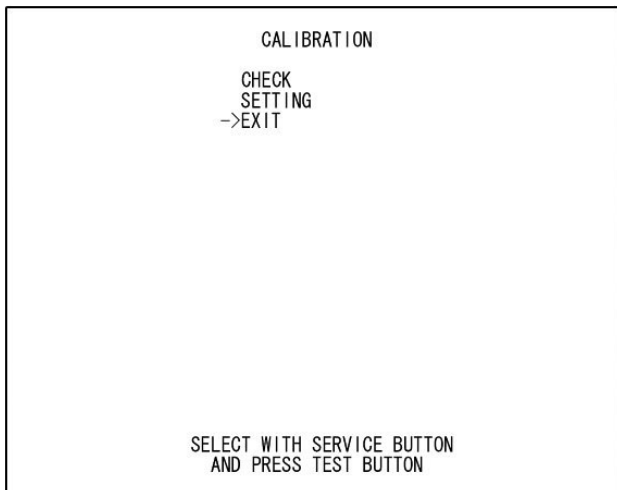 CALIBRATION
CHECK
SETTING
->EXIT
SELECT WITH SERVICE BUTTON
AND PRESS TEST BUTTON